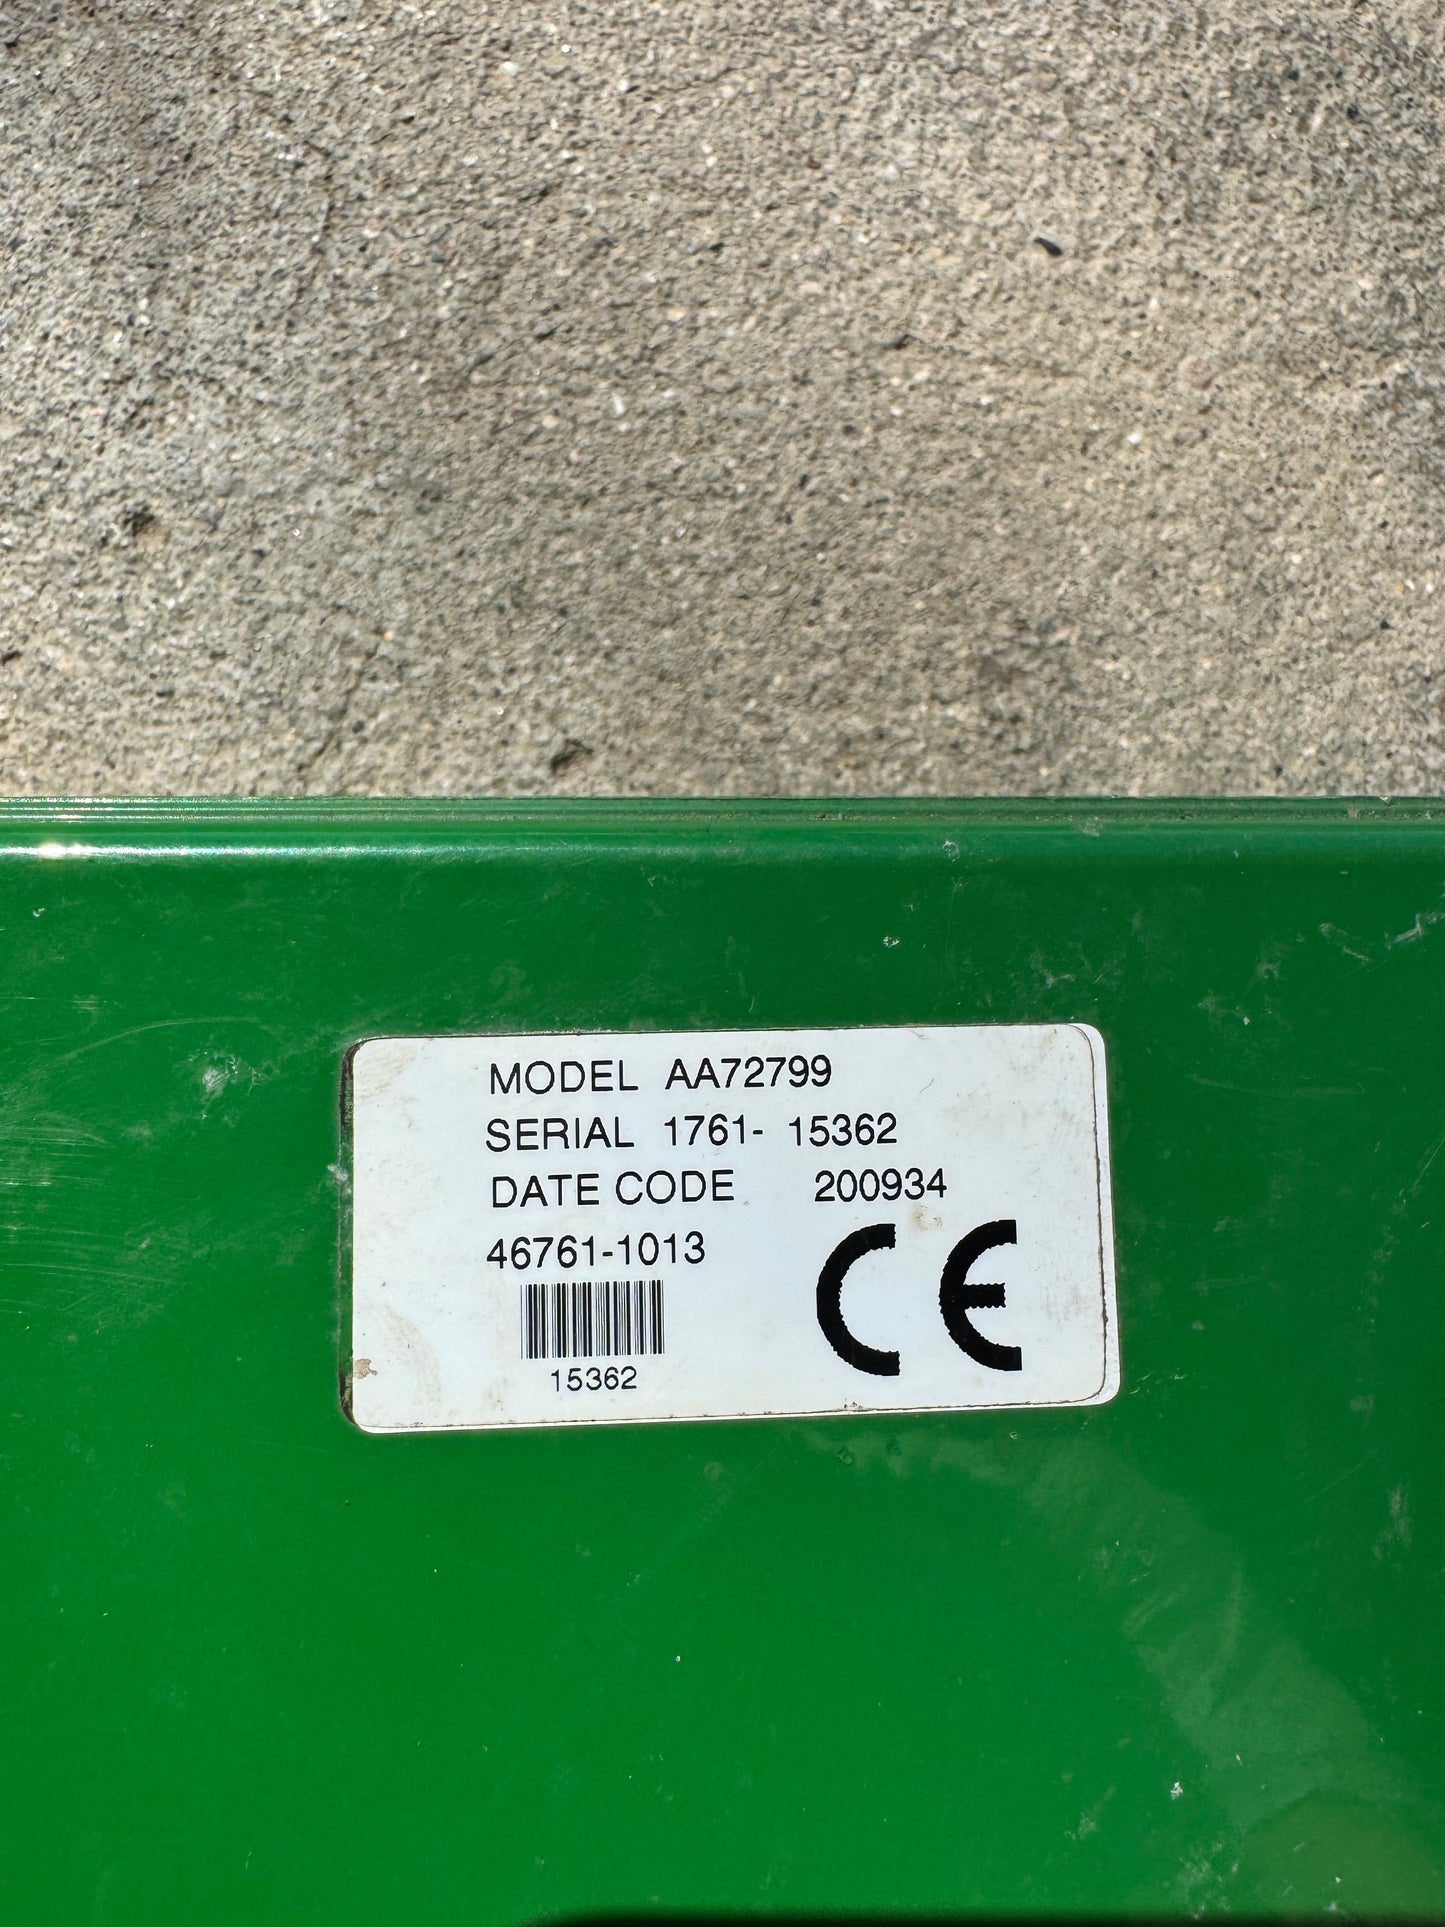 MODEL AA72799
SERIAL 1761- 15362
DATE CODE 200934
46761-1013
CE
15362